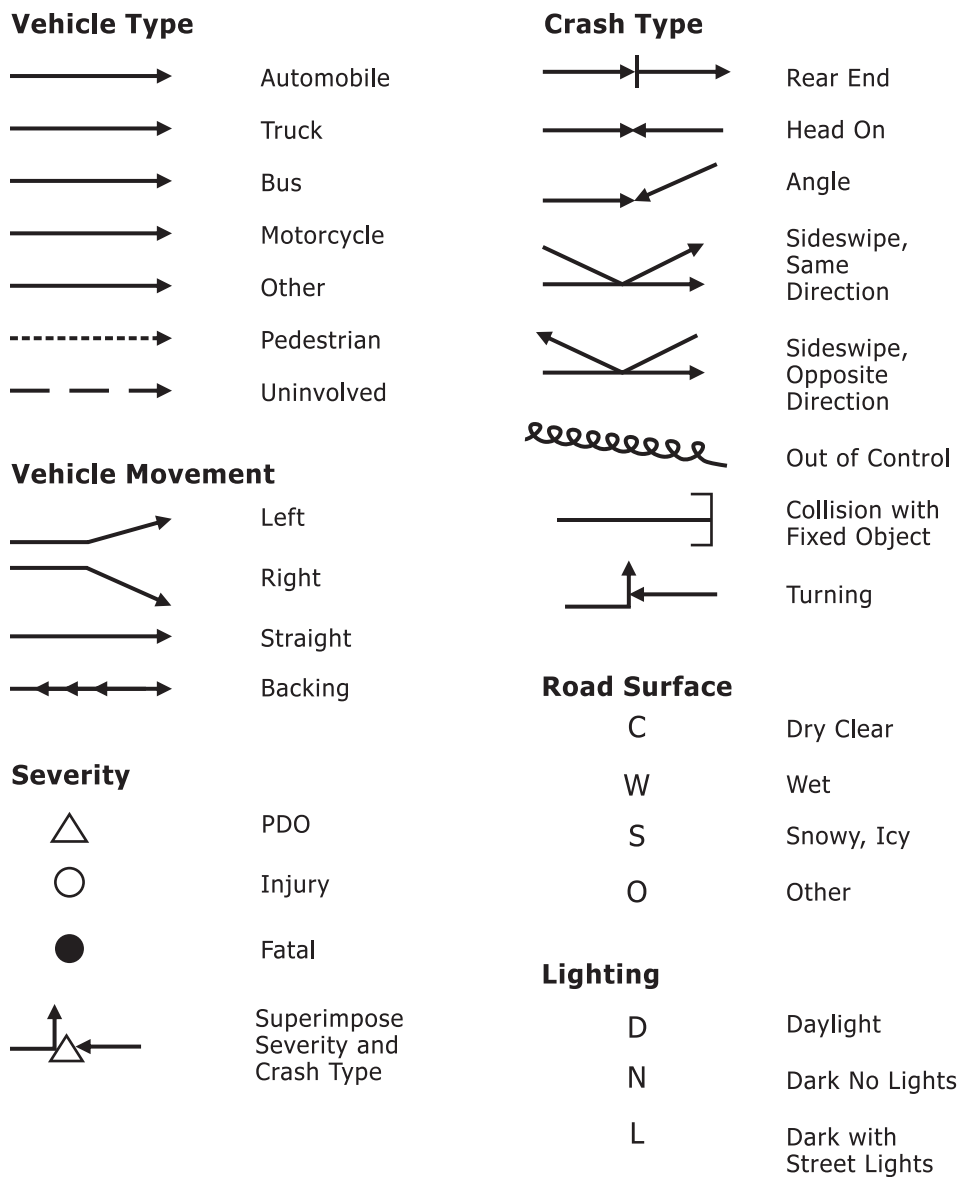 Vehicle Type
Automobile
Truck
Bus
Motorcycle
Other
Pedestrian
Uninvolved
Vehicle Movement
Left
Right
Straight
Backing
Severity
PDO
Injury
Fatal
Superimpose
Severity and
Crash Type
Crash Type
Rear End
Head On
Angle
Sideswipe,
Same
Direction
Sideswipe,
Opposite
Direction
Out of Control
Collision with
Fixed Object
Turning
Road Surface
C Dry Clear
W Wet
S Snowy, Icy
O Other
Lighting
D Daylight
N Dark No Lights
L Dark with
Street Lights